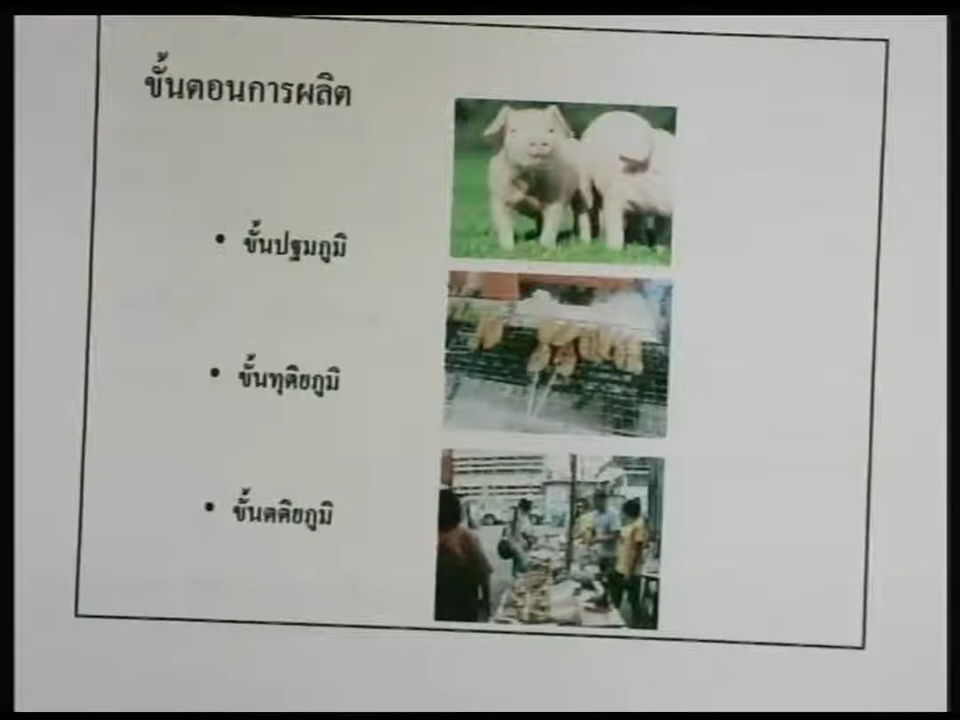 ขั้นตอนการผลิต
• ขั้นปฐมภูมิ
• ขั้นทุติยภูมิ
• ขั้นตติยภูมิ